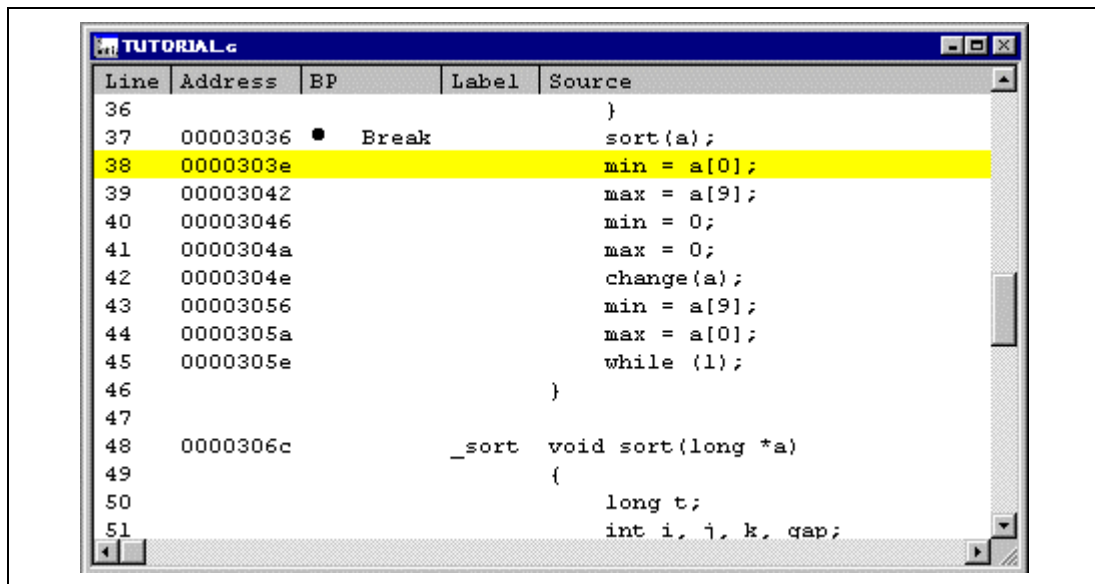 TUTORIAL.c
Line Address BP Label Source
36 }
37 00003036 ● Break sort(a);
38 0000303e min = a[0];
39 00003042 max = a[9];
40 00003046 min = 0;
41 0000304a max = 0;
42 0000304e change(a);
43 00003056 min = a[9];
44 0000305a max = a[0];
45 0000305e while (1);
46 }
47
48 0000306c _sort void sort(long *a)
49 {
50 long t;
51 int i, j, k, gap;